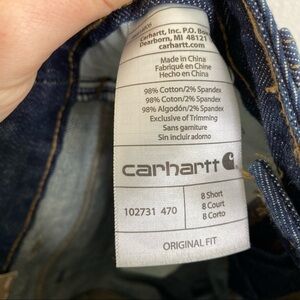 Carhartt, Inc. P.O. Box
Dearborn, MI 48121
carhartt.com
Made in China
Fabriqué en Chine
Hecho en China
98% Cotton/2% Spandex
98% Coton/2% Spandex
98% Algodón/2% Spandex
Exclusive of Trimming
Sans garniture
Sin incluir adorno
carhartt
102731 470
8 Short
8 Court
8 Corto
ORIGINAL FIT